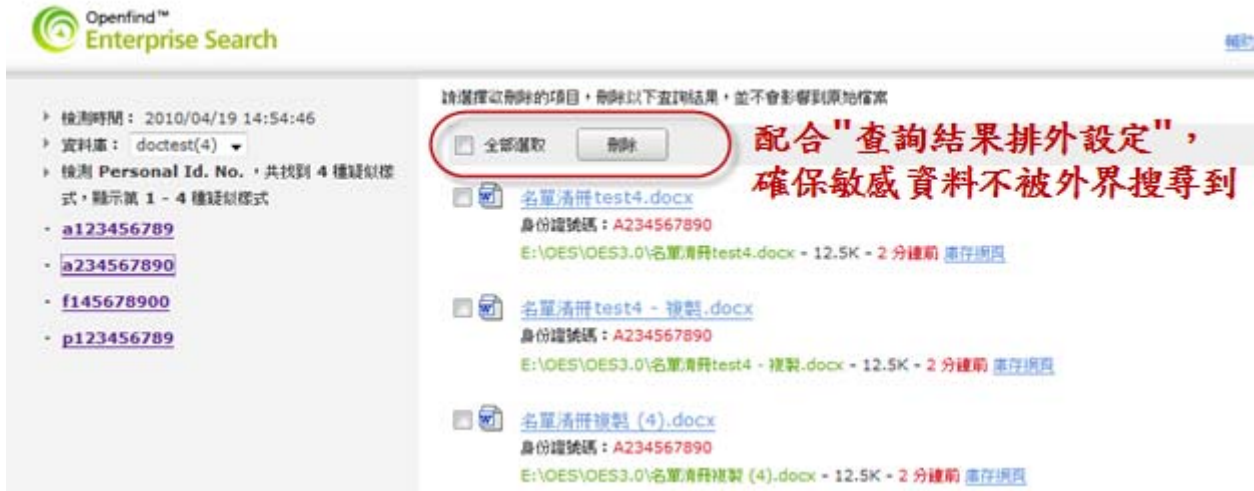 Openfind™
Enterprise Search
輔助
檢測時間： 2010/04/19 14:54:46
資料庫： doctest(4)
檢測 Personal Id. No. ，共找到 4 種疑似樣
式，顯示第 1 - 4 種疑似樣式
- a123456789
- a234567890
- f145678900
- p123456789
請選擇欲刪除的項目，刪除以下查詢結果，並不會影響到原始檔案
全部選取 刪除
配合"查詢結果排外設定"，
確保敏感資料不被外界搜尋到
名單清冊test4.docx
身份證號碼：A234567890
E:\OES\OES3.0\名單清冊test4.docx - 12.5K - 2 分鐘前 庫存網頁
名單清冊test4 - 複製.docx
身份證號碼：A234567890
E:\OES\OES3.0\名單清冊test4 - 複製.docx - 12.5K - 2 分鐘前 庫存網頁
名單清冊複製 (4).docx
身份證號碼：A234567890
E:\OES\OES3.0\名單清冊複製 (4).docx - 12.5K - 2 分鐘前 庫存網頁